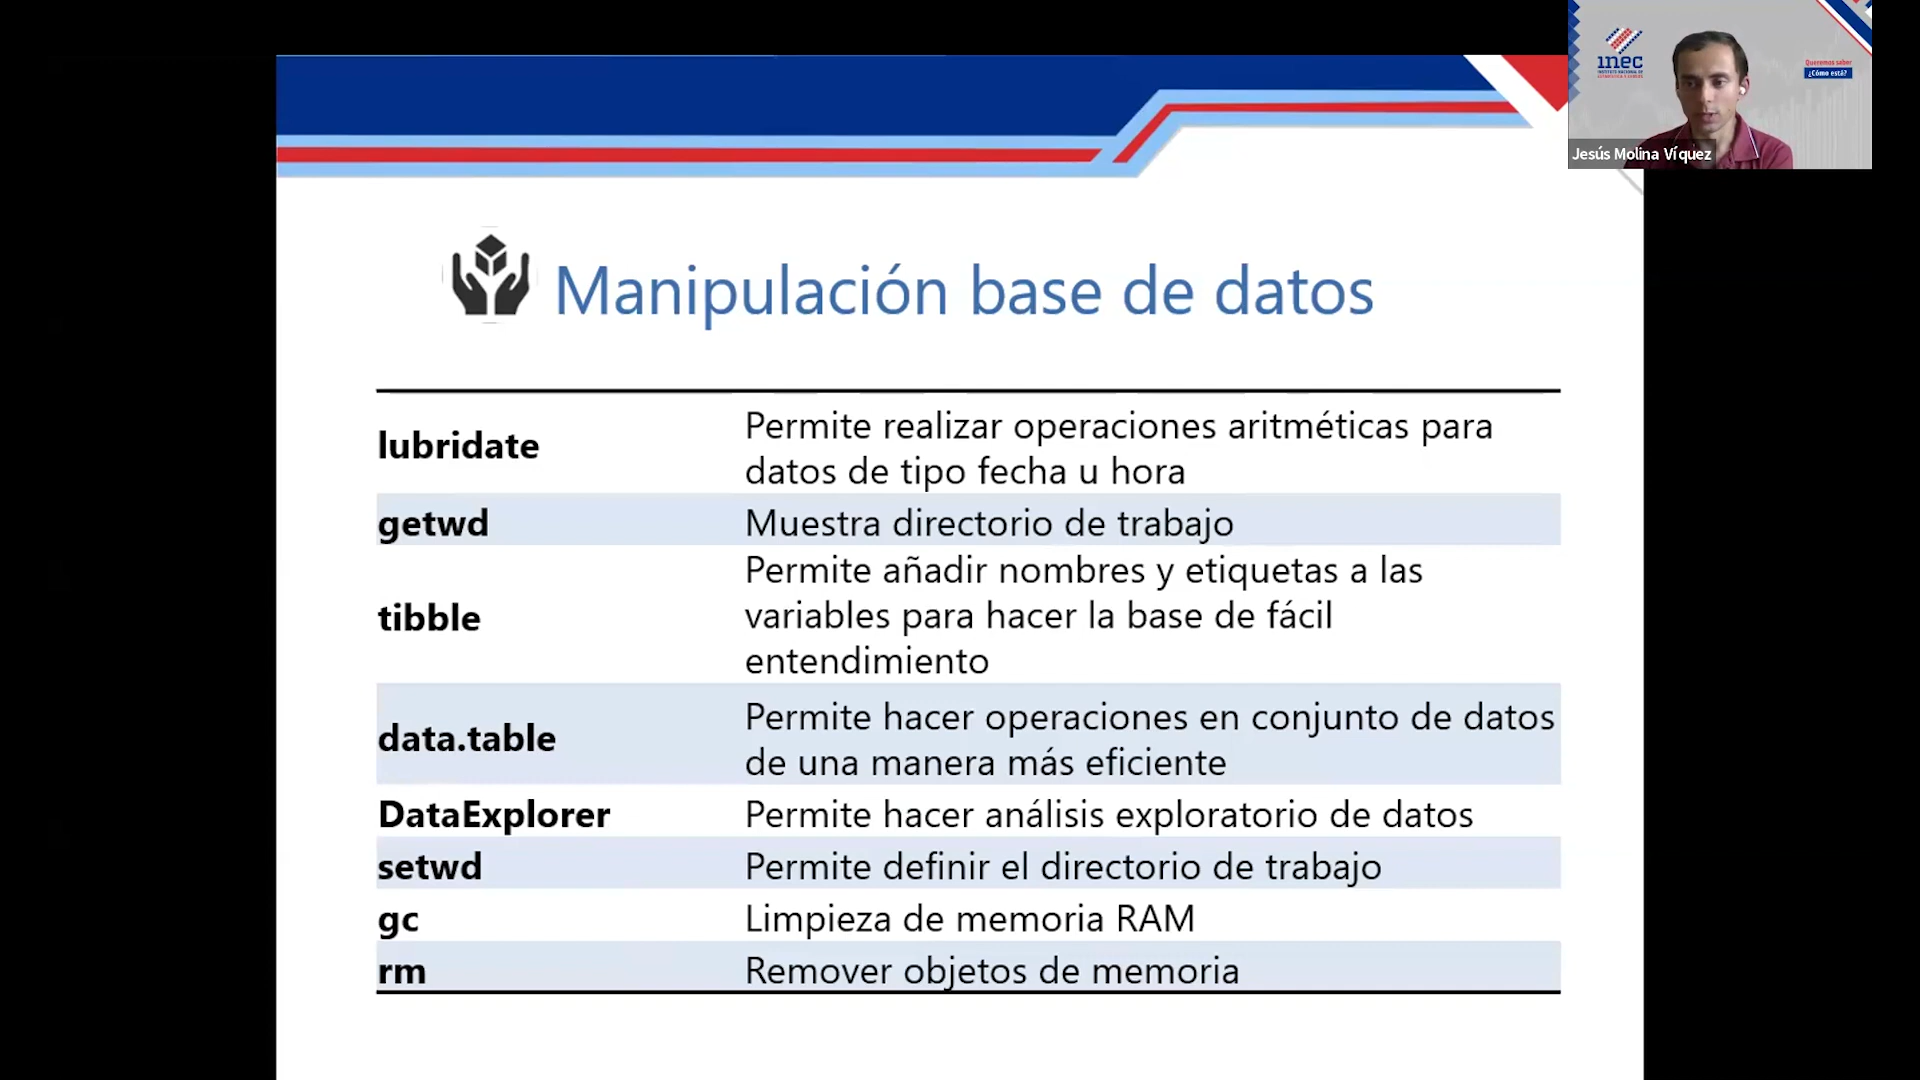 inec
Queremos saber
¿Cómo está?
Jesús Molina Víquez
Manipulación base de datos
lubridate
Permite realizar operaciones aritméticas para
datos de tipo fecha u hora
getwd
Muestra directorio de trabajo
tibble
Permite añadir nombres y etiquetas a las
variables para hacer la base de fácil
entendimiento
data.table
Permite hacer operaciones en conjunto de datos
de una manera más eficiente
DataExplorer
Permite hacer análisis exploratorio de datos
setwd
Permite definir el directorio de trabajo
gc
Limpieza de memoria RAM
rm
Remover objetos de memoria